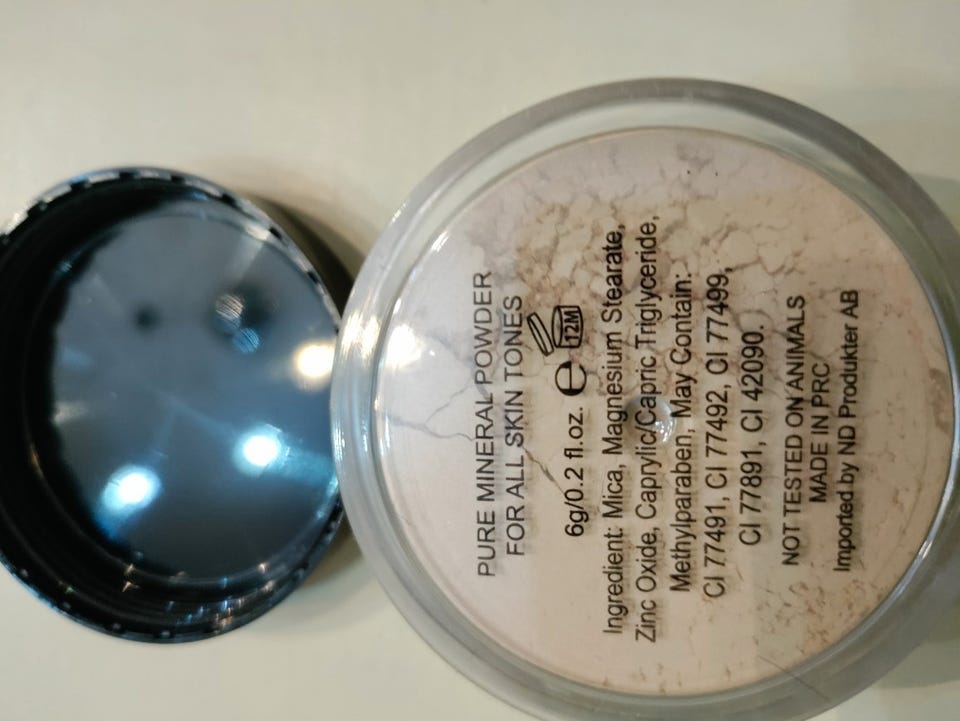 PURE MINERAL POWDER
FOR ALL SKIN TONES
6g/0.2 fl.oz. e 12M
Ingredient: Mica, Magnesium Stearate,
Zinc Oxide, Caprylic/Capric Triglyceride,
Methylparaben, May Contain:
CI 77491, CI 77492, CI 77499,
CI 77891, CI 42090.
NOT TESTED ON ANIMALS
MADE IN PRC
Imported by ND Produkter AB